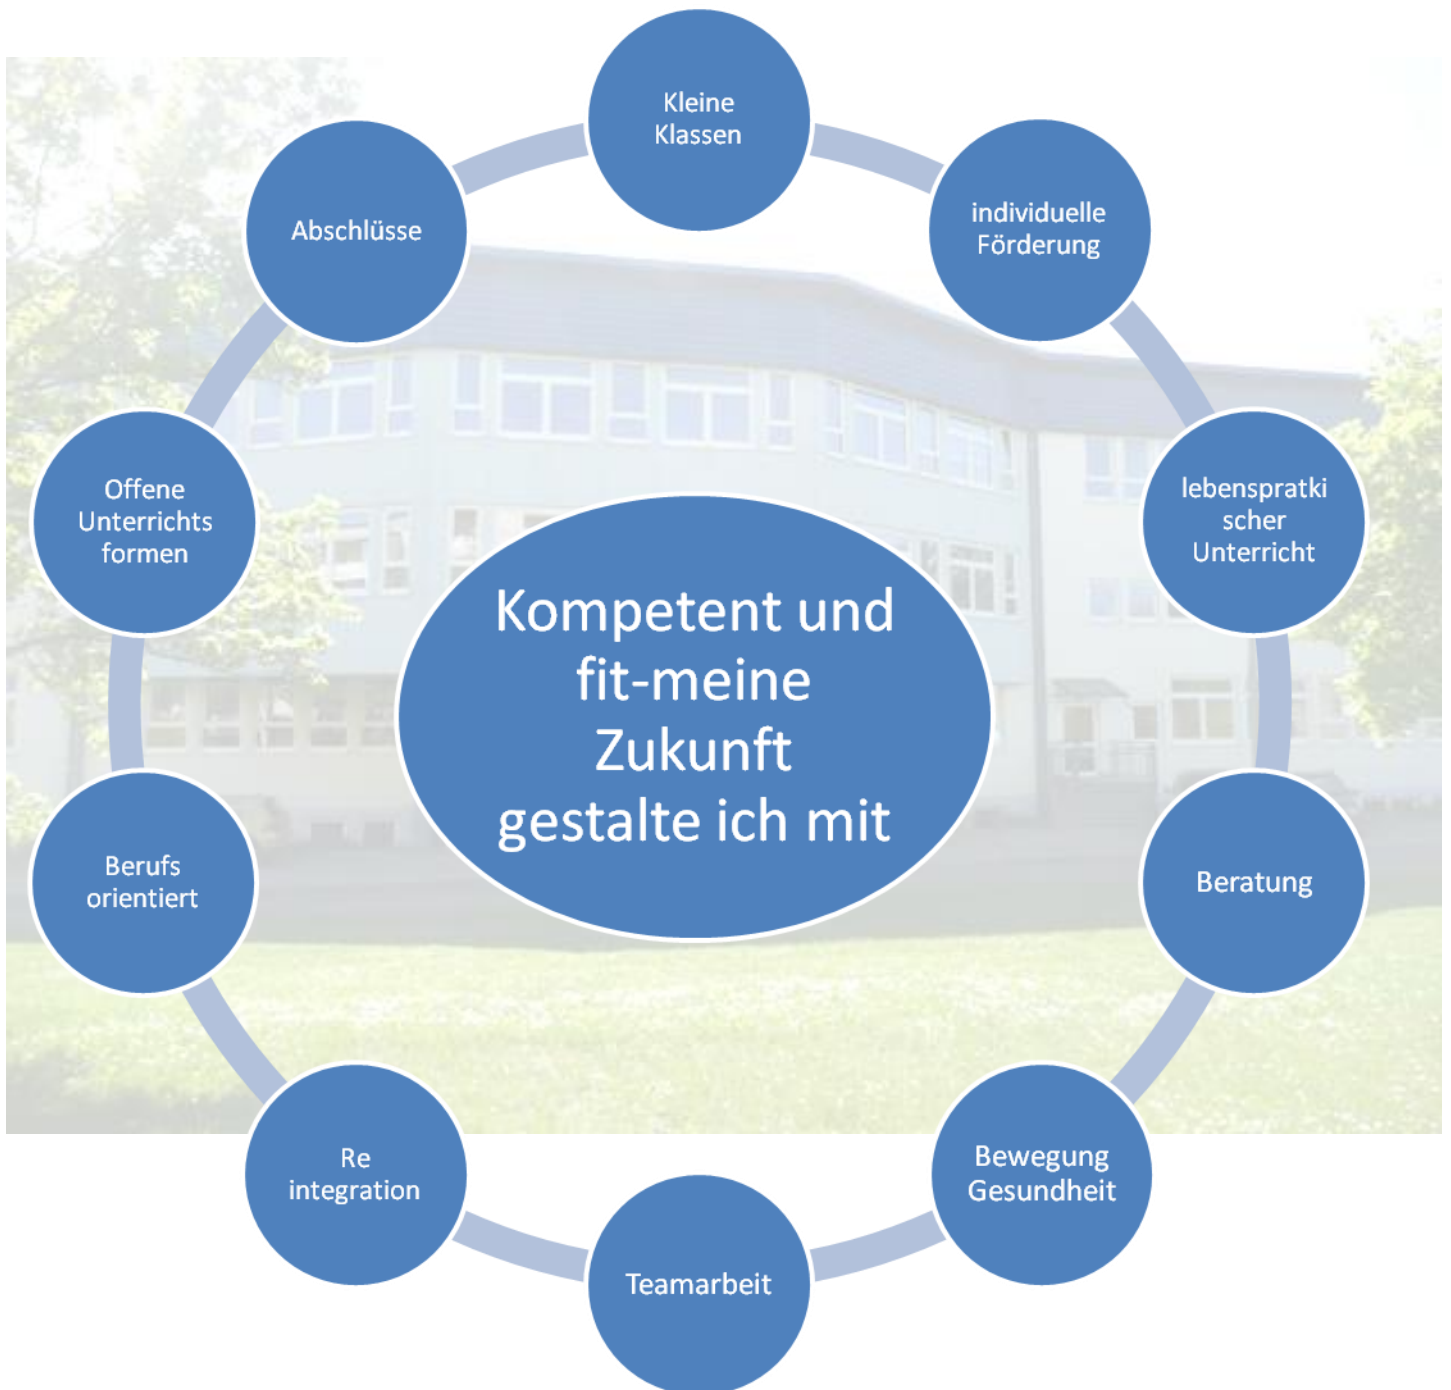 Kleine
Klassen
individuelle
Förderung
lebenspratki
scher
Unterricht
Beratung
Bewegung
Gesundheit
Teamarbeit
Re
integration
Berufs
orientiert
Offene
Unterrichts
formen
Abschlüsse
Kompetent und
fit-meine
Zukunft
gestalte ich mit